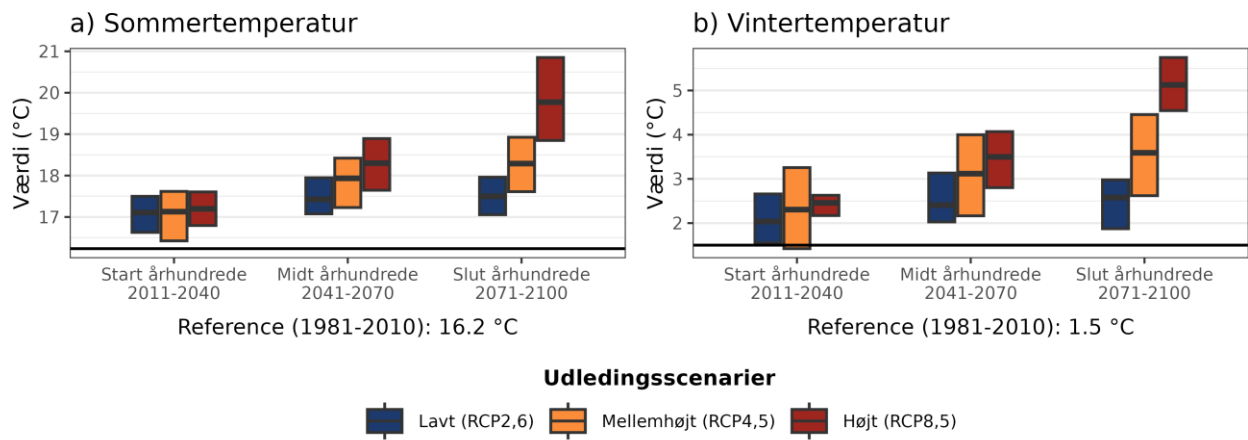 a) Sommertemperatur
Værdi (°C)
21
20
19
18
17
Start århundrede
2011-2040
Midt århundrede
2041-2070
Slut århundrede
2071-2100
Reference (1981-2010): 16.2 °C
b) Vintertemperatur
Værdi (°C)
5
4
3
2
Start århundrede
2011-2040
Midt århundrede
2041-2070
Slut århundrede
2071-2100
Reference (1981-2010): 1.5 °C
Udledingsscenarier
Lavt (RCP2,6)
Mellemhøjt (RCP4,5)
Højt (RCP8,5)